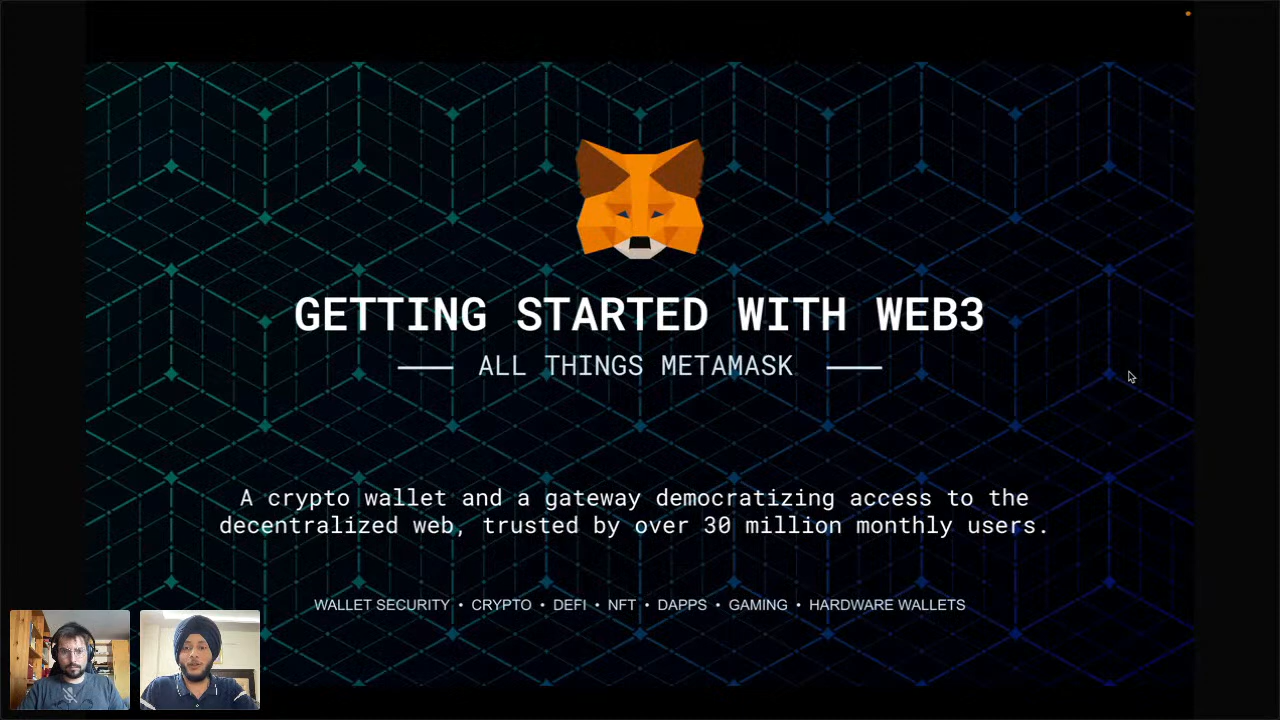 GETTING STARTED WITH WEB3
ALL THINGS METAMASK
A crypto wallet and a gateway democratizing access to the
decentralized web, trusted by over 30 million monthly users.
WALLET SECURITY • CRYPTO • DEFI • NFT • DAPPS • GAMING • HARDWARE WALLETS